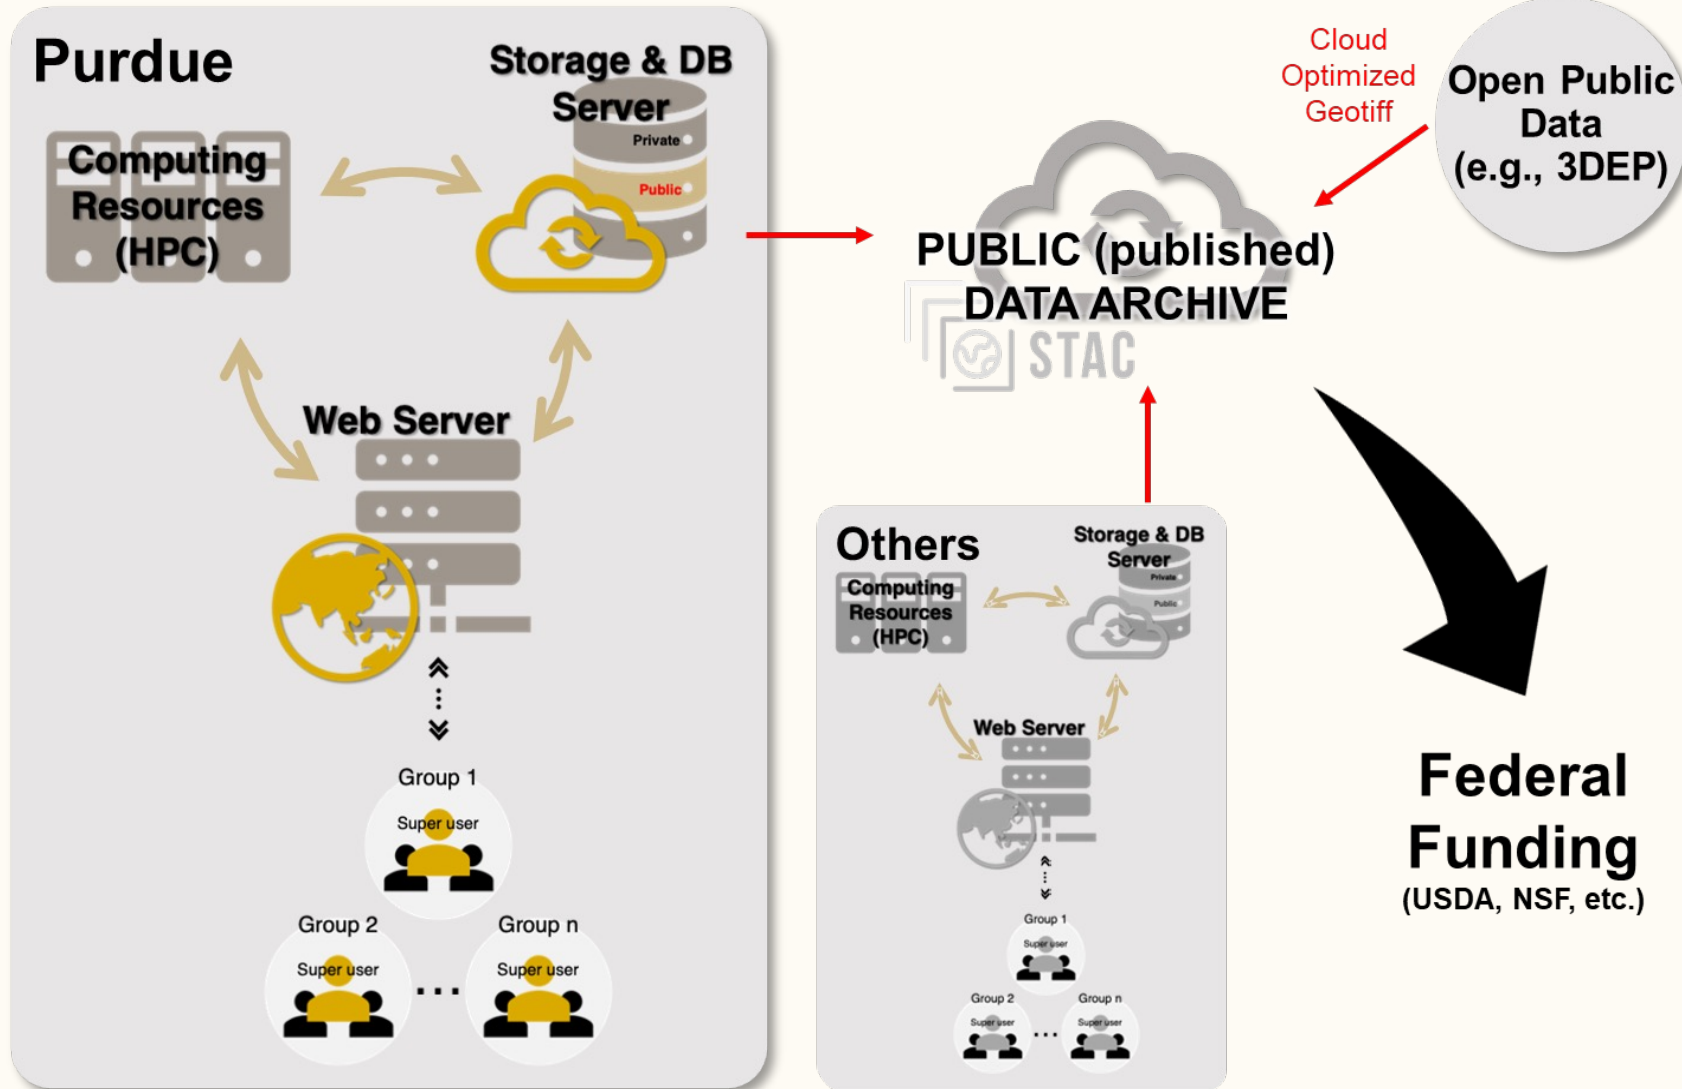 Purdue
Storage & DB
Server
Private
Public
Computing
Resources
(HPC)
Web Server
Group 1
Super user
Group 2
Super user
...
Group n
Super user
Cloud
Optimized
Geotiff
Open Public
Data
(e.g., 3DEP)
PUBLIC (published)
DATA ARCHIVE
STAC
Others
Storage & DB
Server
Private
Public
Computing
Resources
(HPC)
Web Server
Group 1
Super user
Group 2
Super user
...
Group n
Super user
Federal
Funding
(USDA, NSF, etc.)